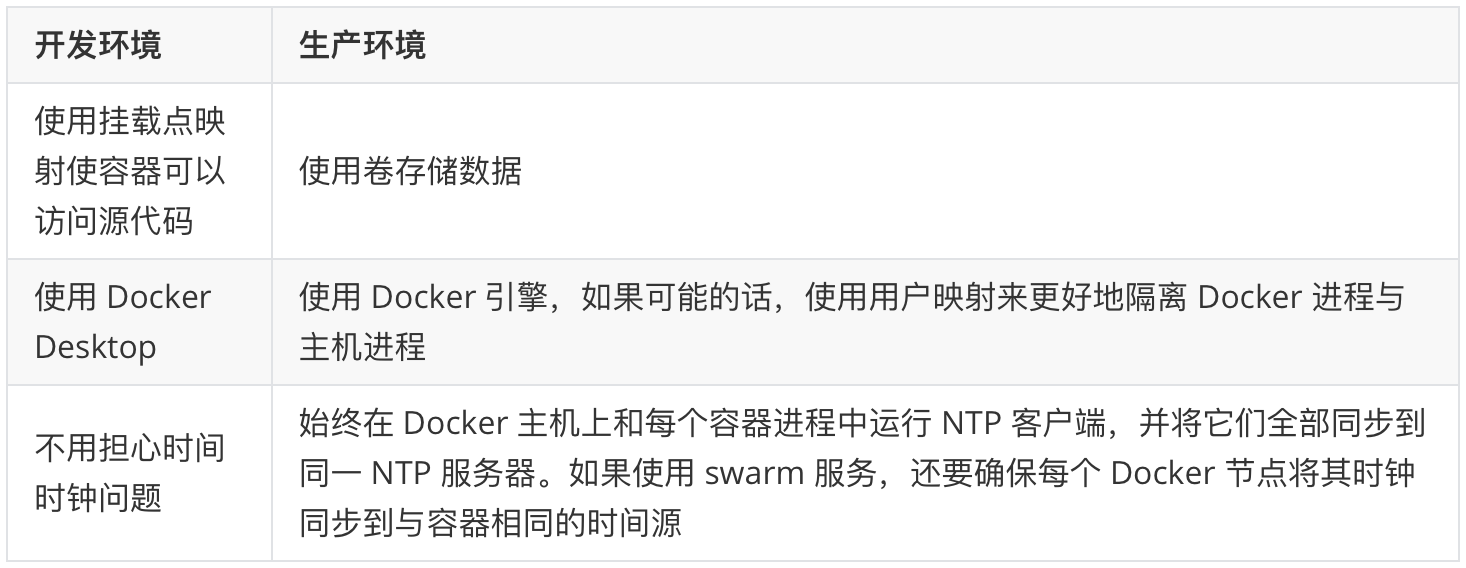 开发环境
生产环境
使用挂载点映
射使容器可以
访问源代码
使用卷存储数据
使用 Docker
Desktop
使用 Docker 引擎，如果可能的话，使用用户映射来更好地隔离 Docker 进程与
主机进程
不用担心时间
时钟问题
始终在 Docker 主机上和每个容器进程中运行 NTP 客户端，并将它们全部同步到
同一 NTP 服务器。如果使用 swarm 服务，还要确保每个 Docker 节点将其时钟
同步到与容器相同的时间源